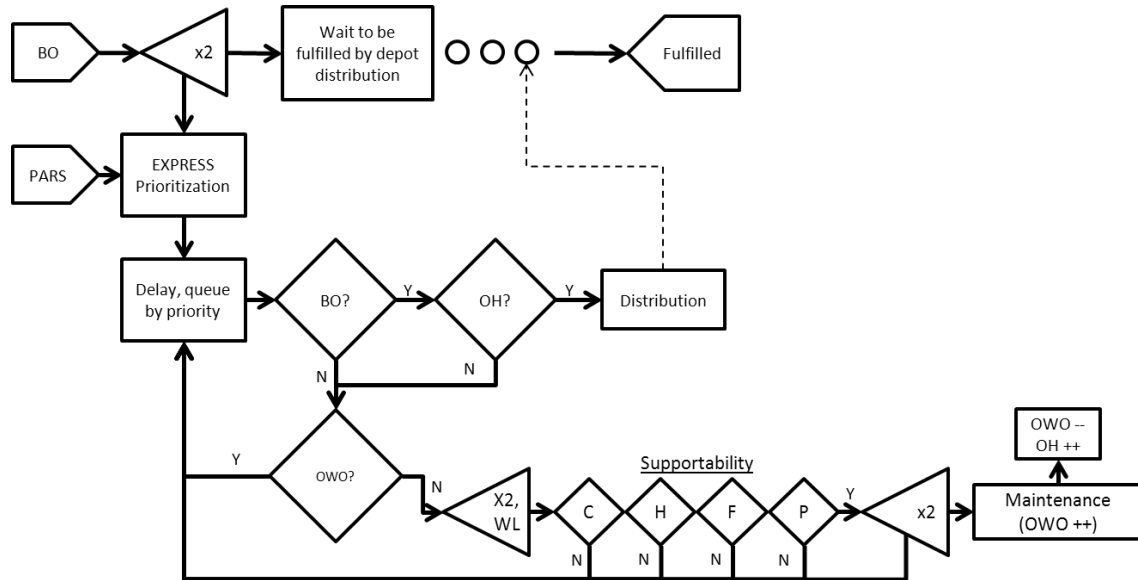 BO
x2
Wait to be
fulfilled by depot
distribution
Fulfilled
PARS
EXPRESS
Prioritization
Delay, queue
by priority
BO?
Y
OH?
Y
Distribution
N
N
OWO?
Y
N
X2,
WL
Supportability
C
H
F
P
Y
x2
N
N
N
N
OWO --
OH ++
Maintenance
(OWO ++)